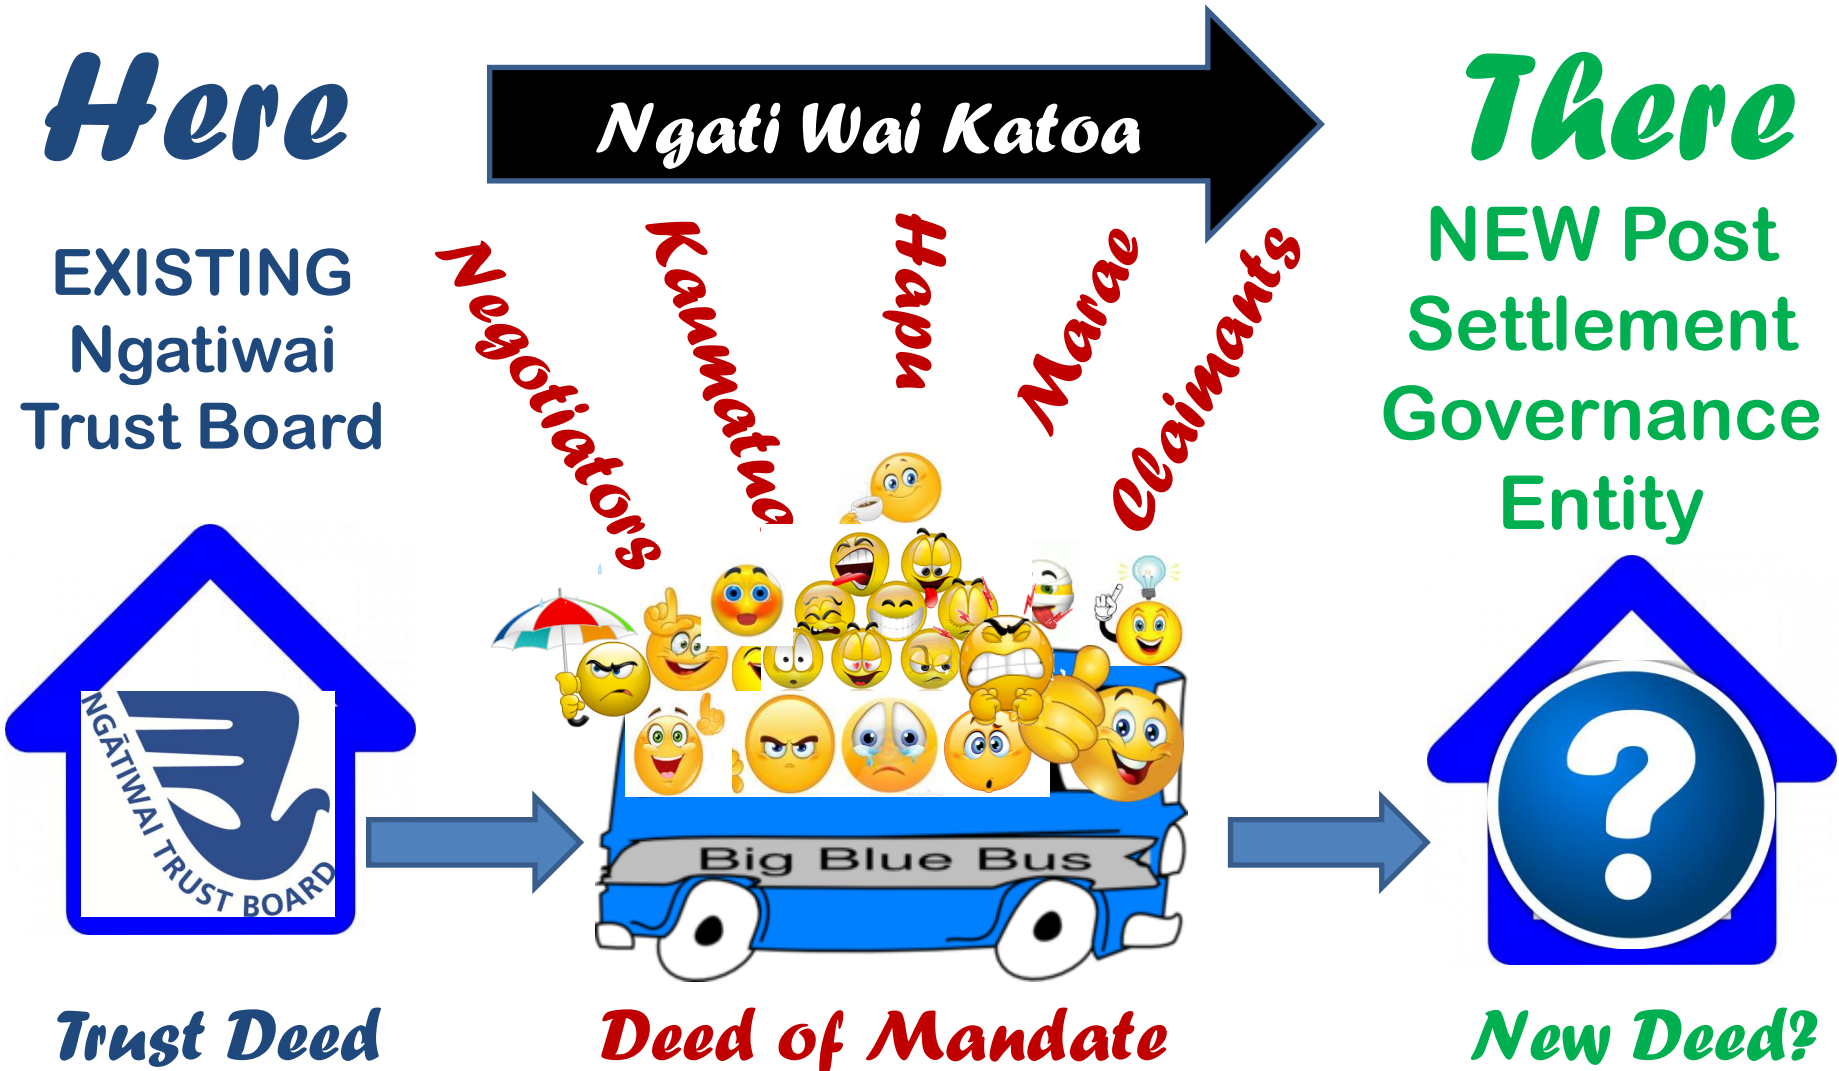 Here
Ngati Wai Katoa
There
EXISTING
Ngatiwai
Trust Board
Negotiators
Kaumatua
Hapu
Marae
Claimants
NEW Post
Settlement
Governance
Entity
NGĀTIWAI TRUST BOARD
Big Blue Bus
?
Trust Deed
Deed of Mandate
New Deed?